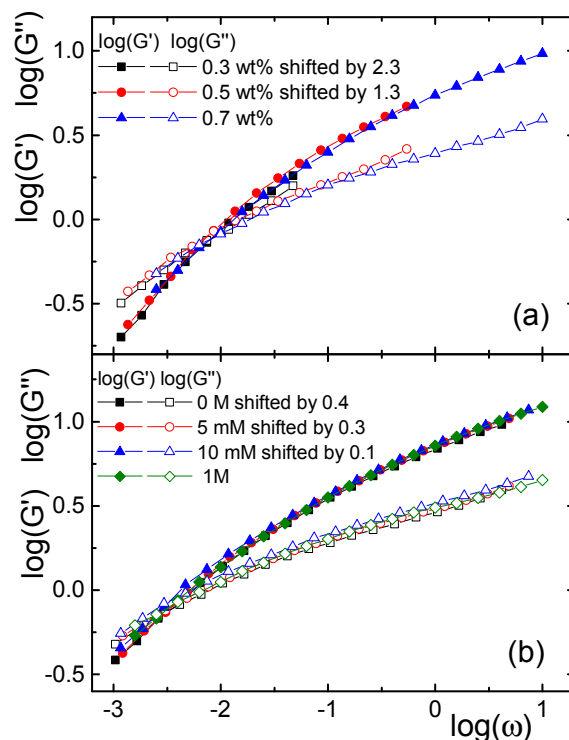 log(G") log(G')
1.0
0.5
0.0
-0.5
log(G') log(G")
0.3 wt% shifted by 2.3
0.5 wt% shifted by 1.3
0.7 wt%
(a)
log(G") log(G')
1.0
0.5
0.0
-0.5
log(G') log(G")
0 M shifted by 0.4
5 mM shifted by 0.3
10 mM shifted by 0.1
1M
(b)
-3 -2 -1 0 1
log(ω)